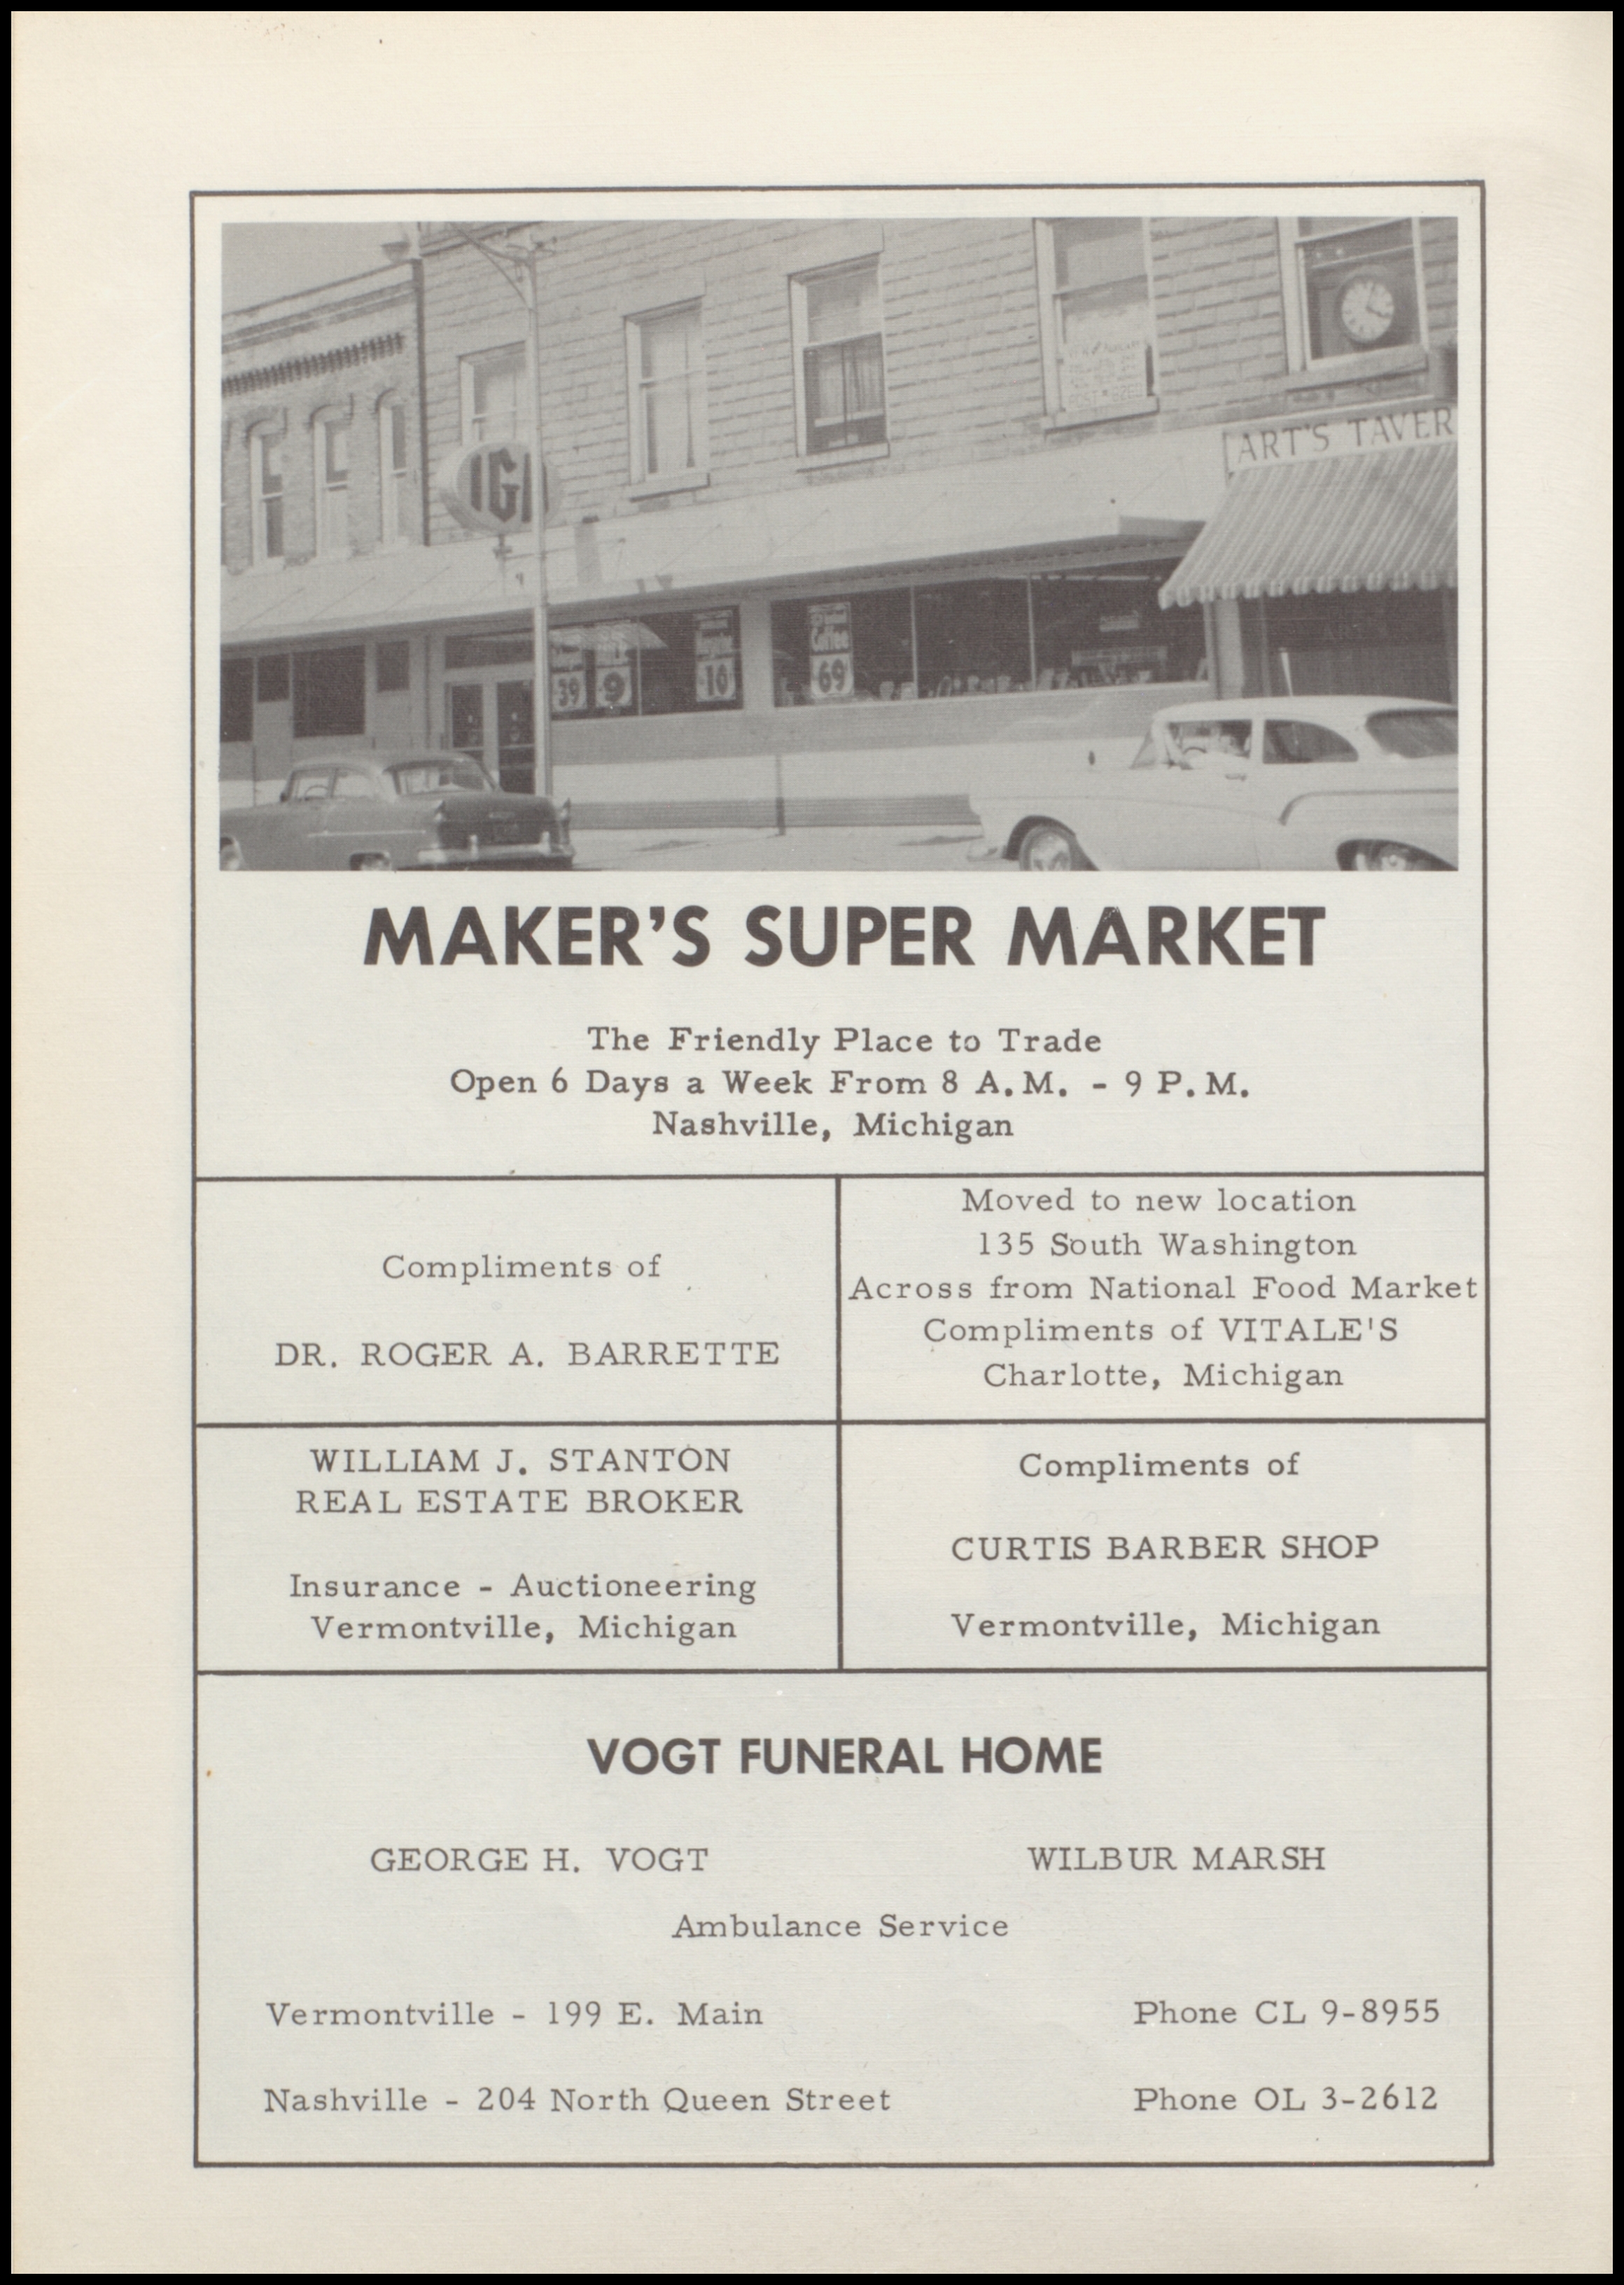 IGA
ART'S TAVER
39
9
10
Coffee
69
MAKER'S SUPER MARKET
The Friendly Place to Trade
Open 6 Days a Week From 8 A.M. - 9 P.M.
Nashville, Michigan
Compliments of
DR. ROGER A. BARRETTE
Moved to new location
135 South Washington
Across from National Food Market
Compliments of VITALE'S
Charlotte, Michigan
WILLIAM J. STANTON
REAL ESTATE BROKER
Insurance - Auctioneering
Vermontville, Michigan
Compliments of
CURTIS BARBER SHOP
Vermontville, Michigan
VOGT FUNERAL HOME
GEORGE H. VOGT WILBUR MARSH
Ambulance Service
Vermontville - 199 E. Main Phone CL 9-8955
Nashville - 204 North Queen Street Phone OL 3-2612